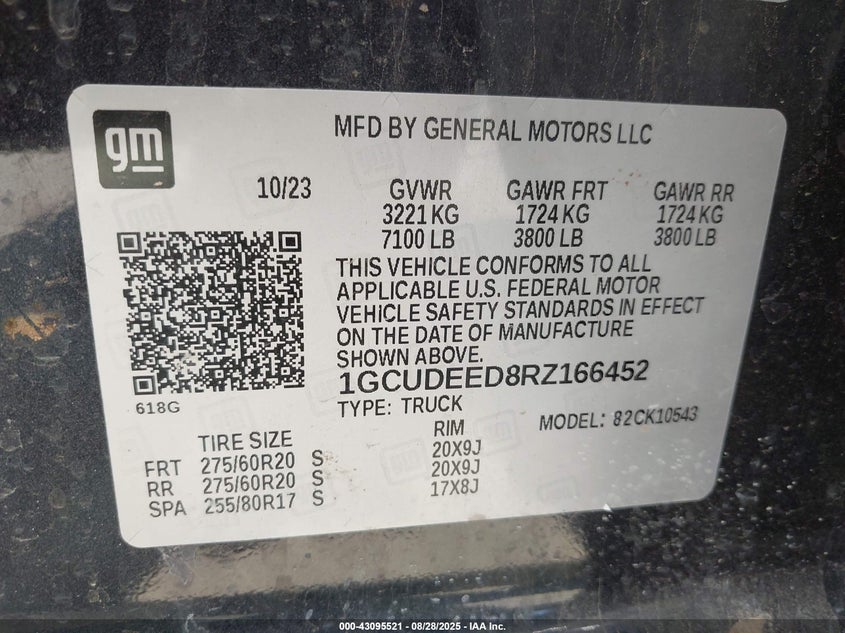 gm
MFD BY GENERAL MOTORS LLC
10/23 GVWR GAWR FRT GAWR RR
3221 KG 1724 KG 1724 KG
7100 LB 3800 LB 3800 LB
THIS VEHICLE CONFORMS TO ALL
APPLICABLE U.S. FEDERAL MOTOR
VEHICLE SAFETY STANDARDS IN EFFECT
ON THE DATE OF MANUFACTURE
SHOWN ABOVE.
1GCUDEED8RZ166452
618G
TYPE: TRUCK MODEL: 82CK10543
TIRE SIZE RIM
FRT 275/60R20 S 20X9J
RR 275/60R20 S 20X9J
SPA 255/80R17 S 17X8J
000-43095521 - 08/28/2025 - IAA Inc.